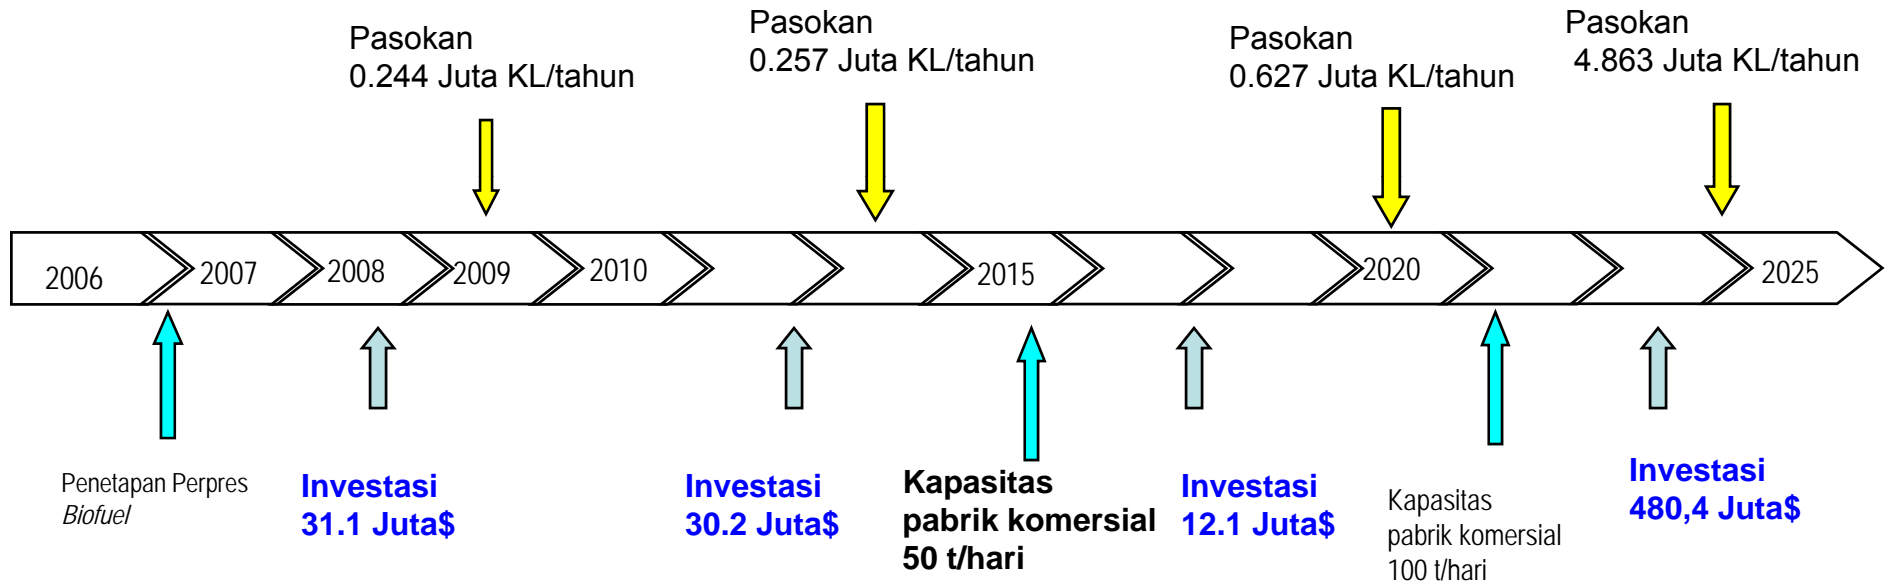 Pasokan
0.244 Juta KL/tahun
Pasokan
0.257 Juta KL/tahun
Pasokan
0.627 Juta KL/tahun
Pasokan
4.863 Juta KL/tahun
2006
2007
2008
2009
2010
2015
2020
2025
Penetapan Perpres
Biofuel
Investasi
31.1 Juta$
Investasi
30.2 Juta$
Kapasitas
pabrik komersial
50 t/hari
Investasi
12.1 Juta$
Kapasitas
pabrik komersial
100 t/hari
Investasi
480,4 Juta$